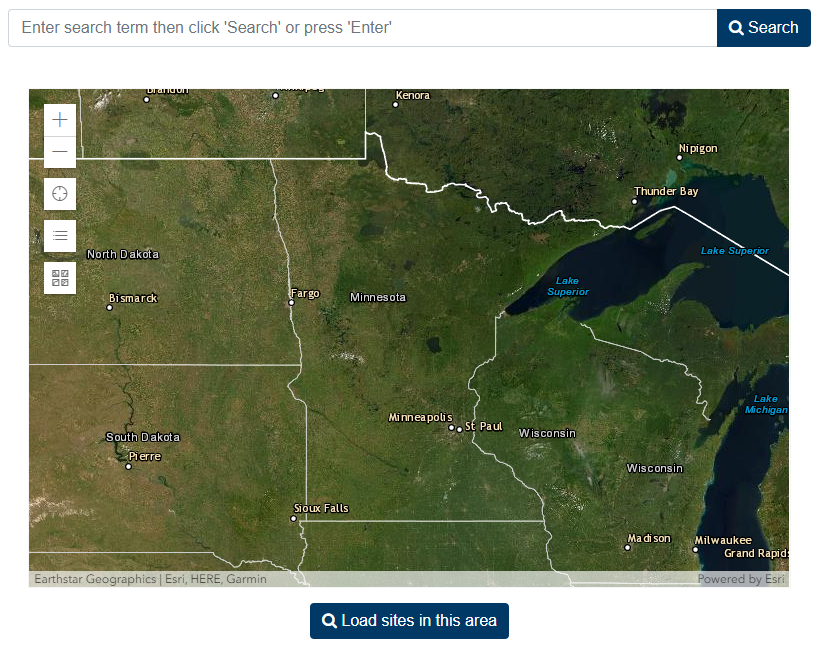 Enter search term then click 'Search' or press 'Enter'
Search
Brandon
Winnipeg
Kenora
Nipigon
Thunder Bay
Lake Superior
North Dakota
Lake
Superior
Bismarck
Fargo
Minnesota
Lake
Michigan
Minneapolis
St Paul
Wisconsin
South Dakota
Pierre
Wisconsin
Sioux Falls
Madison
Milwaukee
Grand Rapids
Earthstar Geographics | Esri, HERE, Garmin
Powered by Esri
Load sites in this area